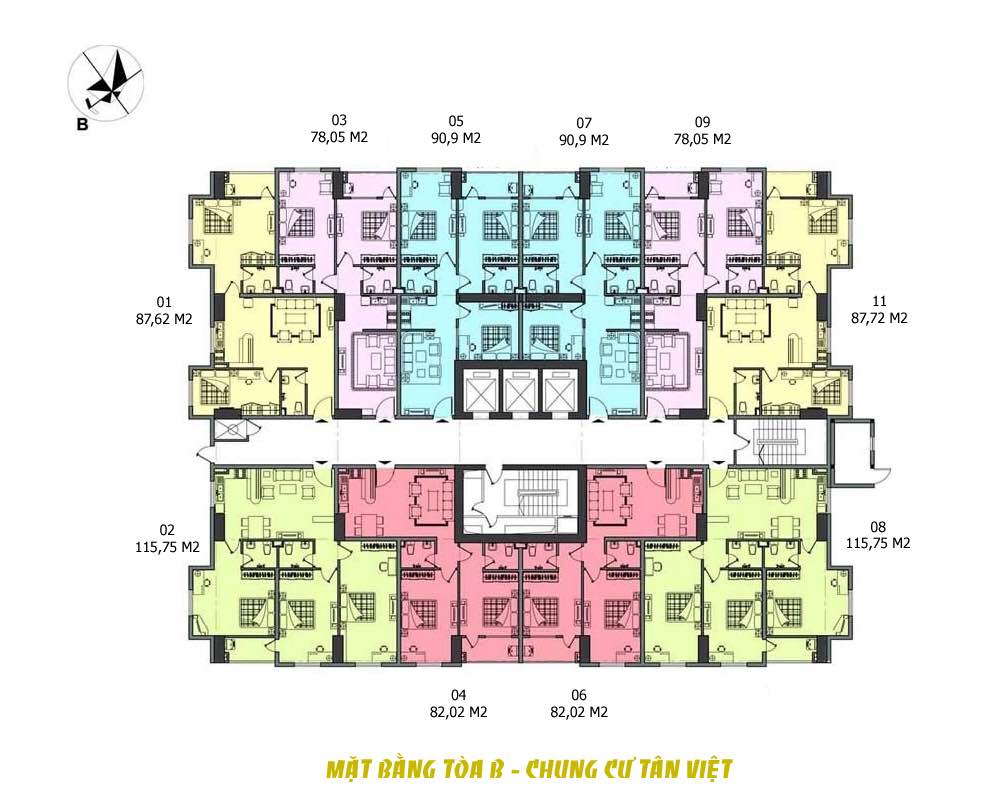 B
03
78,05 M2
05
90,9 M2
07
90,9 M2
09
78,05 M2
01
87,62 M2
11
87,72 M2
02
115,75 M2
08
115,75 M2
04
82,02 M2
06
82,02 M2
MẶT BẰNG TÒA B - CHUNG CƯ TÂN VIỆT